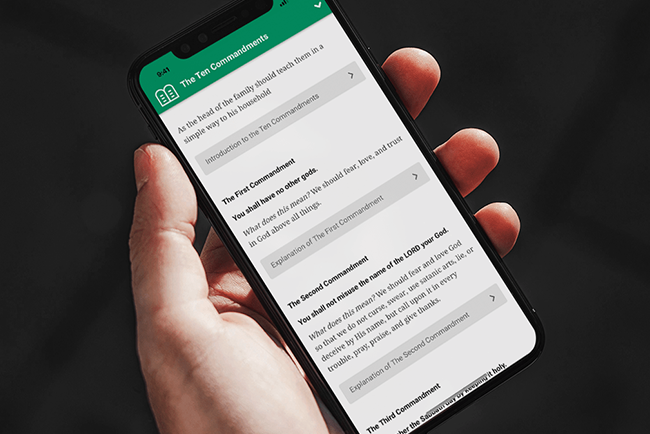 9:41
The Ten Commandments
As the head of the family should teach them in a
simple way to his household
Introduction to the Ten Commandments
The First Commandment
You shall have no other gods.
What does this mean? We should fear, love, and trust
in God above all things.
Explanation of The First Commandment
The Second Commandment
You shall not misuse the name of the LORD your God.
What does this mean? We should fear and love God
so that we do not curse, swear, use satanic arts, lie, or
deceive by His name, but call upon it in every
trouble, pray, praise, and give thanks.
Explanation of The Second Commandment
The Third Commandment
the Sabbath day by keeping it holy.